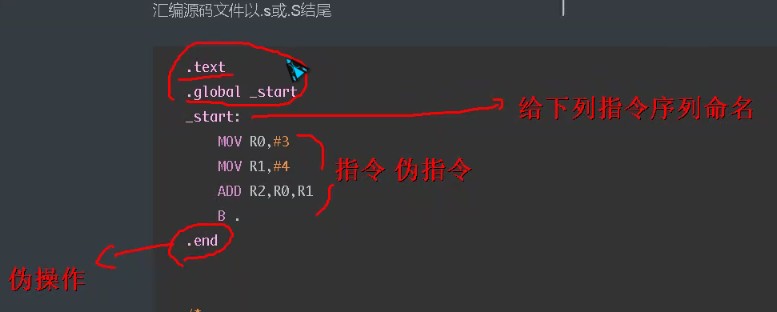 汇编源码文件以.s或.S结尾
.text
.global _start
_start:
给下列指令序列命名
MOV R0,#3
MOV R1,#4
指令 伪指令
ADD R2,R0,R1
B .
.end
伪操作